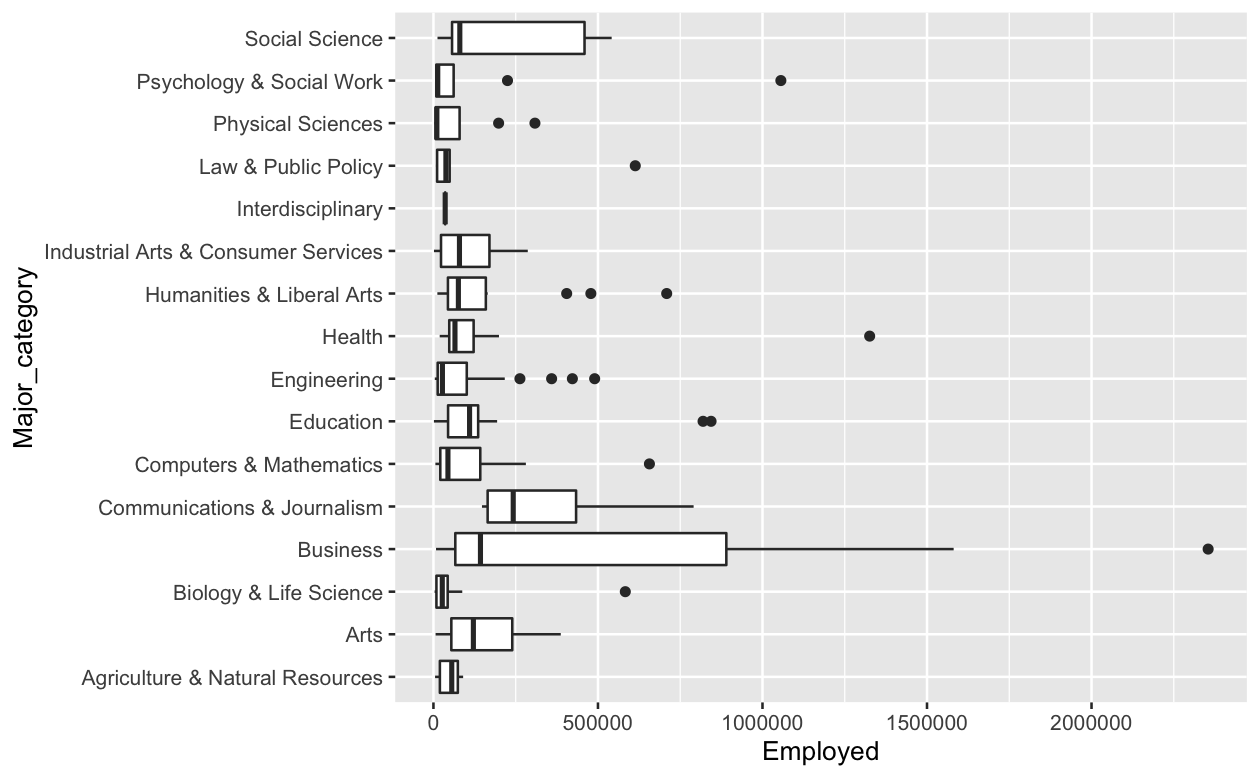 Social Science
Psychology & Social Work
Physical Sciences
Law & Public Policy
Interdisciplinary
Industrial Arts & Consumer Services
Humanities & Liberal Arts
Health
Engineering
Education
Computers & Mathematics
Communications & Journalism
Business
Biology & Life Science
Arts
Agriculture & Natural Resources
Major_category
0 500000 1000000 1500000 2000000
Employed